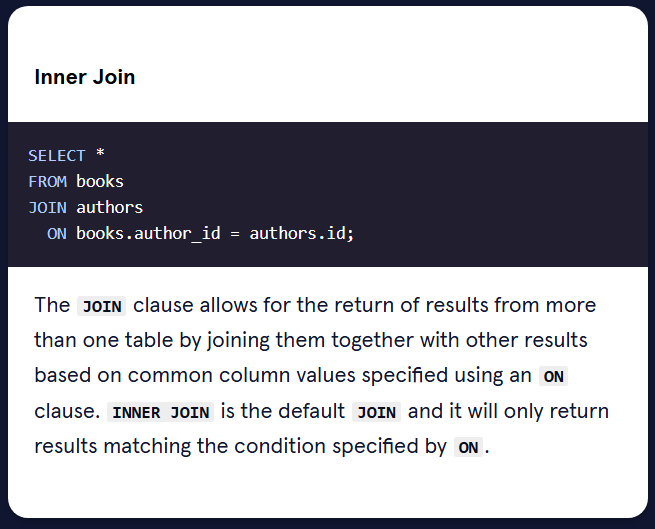 Inner Join
SELECT *
FROM books
JOIN authors
  ON books.author_id = authors.id;
The JOIN clause allows for the return of results from more
than one table by joining them together with other results
based on common column values specified using an ON
clause. INNER JOIN is the default JOIN and it will only return
results matching the condition specified by ON.